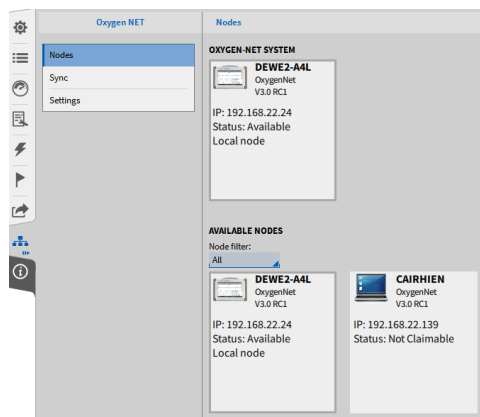 Oxygen NET
Nodes
Nodes
Sync
Settings
OXYGEN-NET SYSTEM
DEWE2-A4L
OxygenNet
V3.0 RC1
IP: 192.168.22.24
Status: Available
Local node
AVAILABLE NODES
Node filter:
All
DEWE2-A4L
OxygenNet
V3.0 RC1
IP: 192.168.22.24
Status: Available
Local node
CAIRHIEN
OxygenNet
V3.0 RC1
IP: 192.168.22.139
Status: Not Claimable